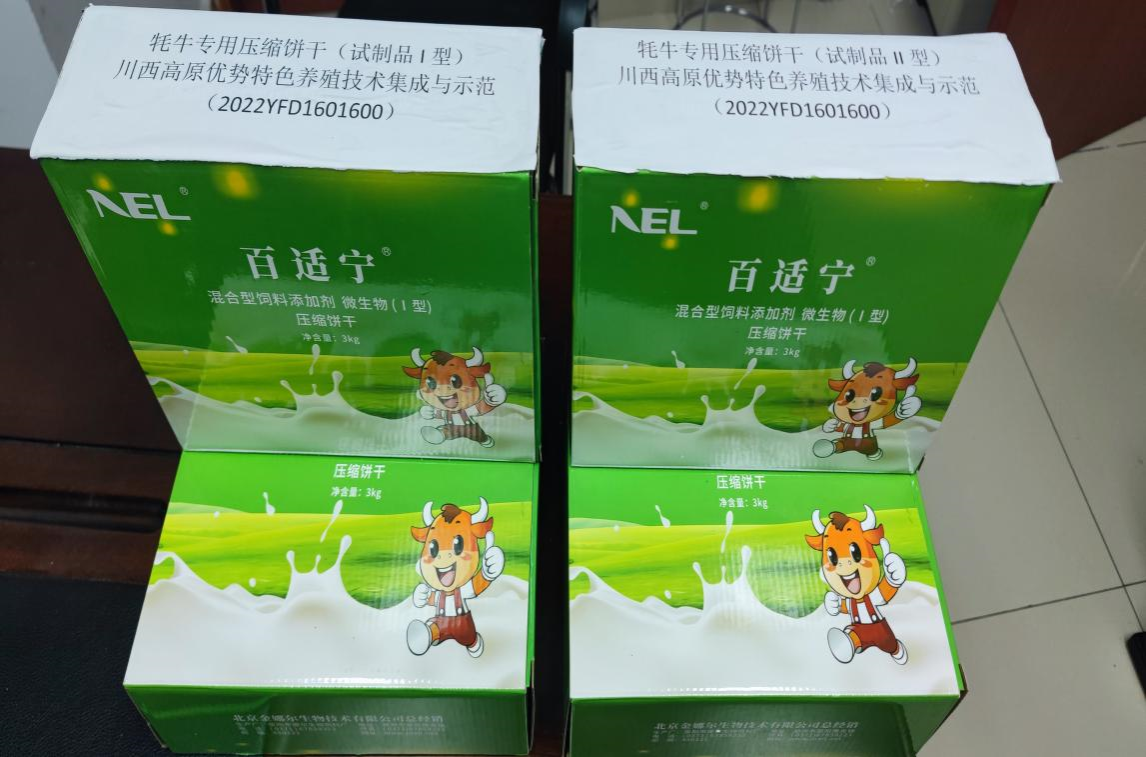 牦牛专用压缩饼干（试制品 I 型）
川西高原优势特色养殖技术集成与示范
（2022YFD1601600）
NEL®
百适宁®
混合型饲料添加剂 微生物(Ⅰ型)
压缩饼干
净含量：3kg
压缩饼干
净含量：3kg
北京金娜尔生物技术有限公司总经销
牦牛专用压缩饼干（试制品 II 型）
川西高原优势特色养殖技术集成与示范
（2022YFD1601600）
NEL®
百适宁®
混合型饲料添加剂 微生物(Ⅰ型)
压缩饼干
净含量：3kg
压缩饼干
净含量：3kg
北京金娜尔生物技术有限公司总经销